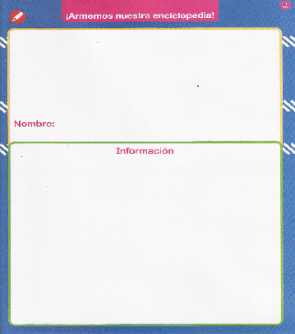 ¡Armemos nuestra enciclopedia!
Nombre:
Información